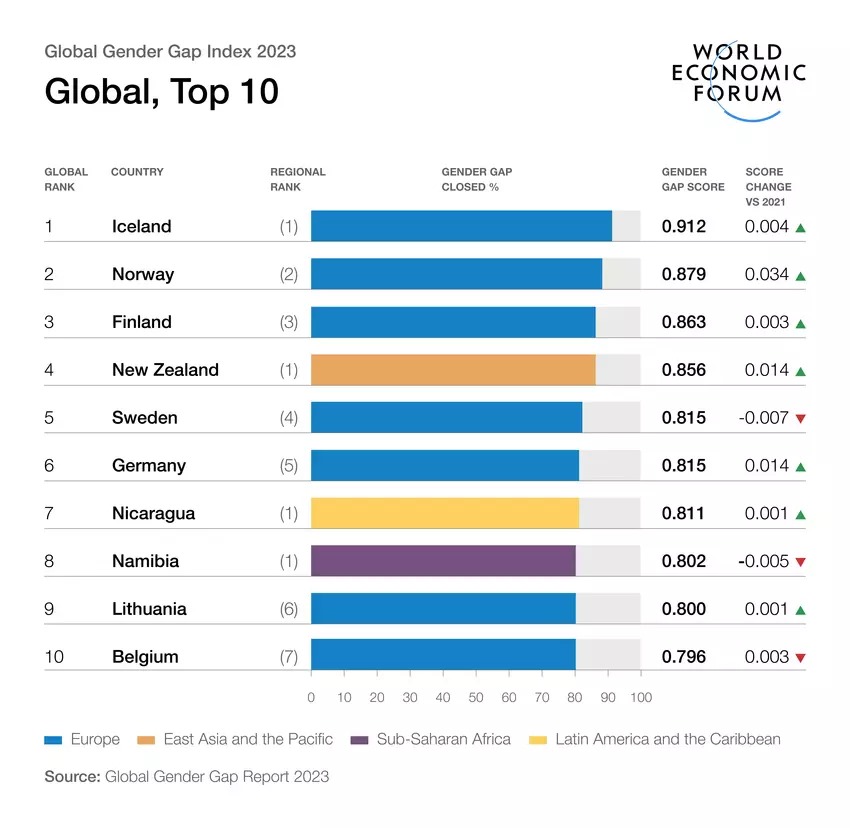 Global Gender Gap Index 2023
Global, Top 10
WORLD
ECONOMIC
FORUM
GLOBAL RANK COUNTRY REGIONAL RANK GENDER GAP CLOSED % GENDER GAP SCORE SCORE CHANGE VS 2021
1 Iceland (1) 0.912 0.004 ▲
2 Norway (2) 0.879 0.034 ▲
3 Finland (3) 0.863 0.003 ▲
4 New Zealand (1) 0.856 0.014 ▲
5 Sweden (4) 0.815 -0.007 ▼
6 Germany (5) 0.815 0.014 ▲
7 Nicaragua (1) 0.811 0.001 ▲
8 Namibia (1) 0.802 -0.005 ▼
9 Lithuania (6) 0.800 0.001 ▲
10 Belgium (7) 0.796 0.003 ▼
0 10 20 30 40 50 60 70 80 90 100
Europe East Asia and the Pacific Sub-Saharan Africa Latin America and the Caribbean
Source: Global Gender Gap Report 2023